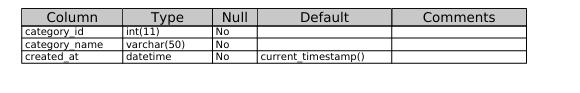 Column Type Null Default Comments
category_id int(11) No
category_name varchar(50) No
created_at datetime No current_timestamp()